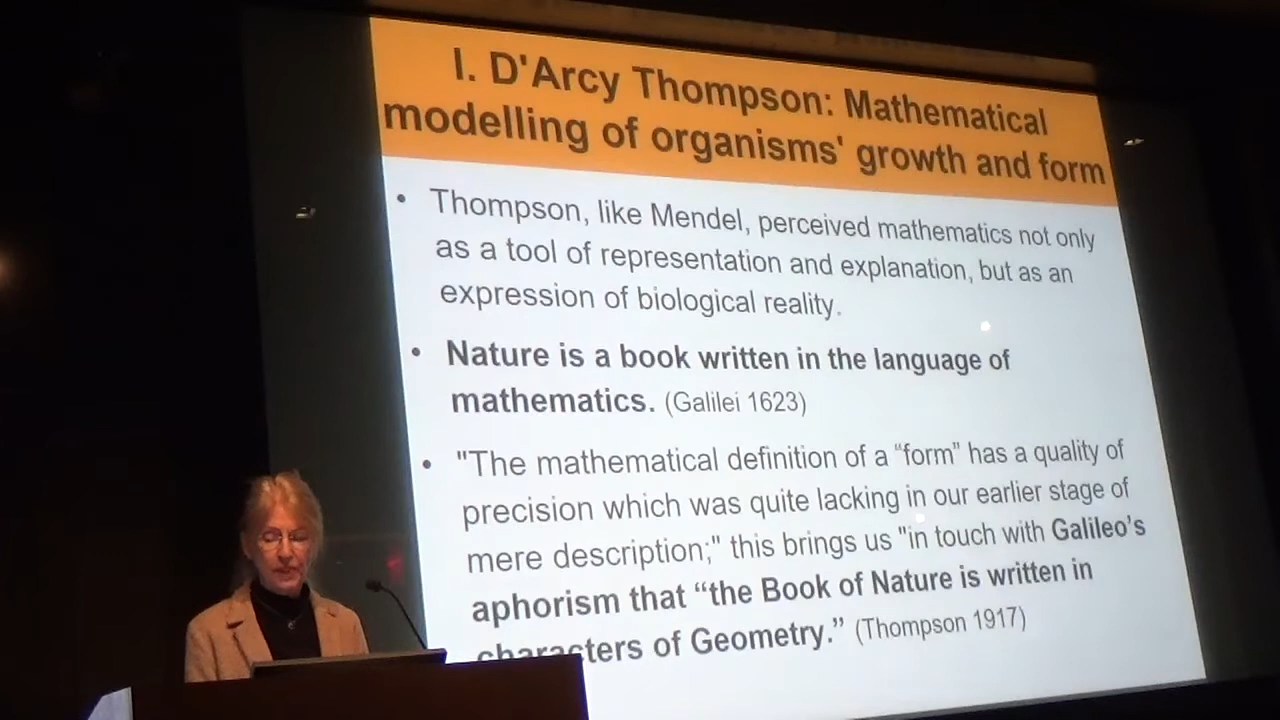 I. D'Arcy Thompson: Mathematical
modelling of organisms' growth and form
• Thompson, like Mendel, perceived mathematics not only
as a tool of representation and explanation, but as an
expression of biological reality.
• Nature is a book written in the language of
mathematics. (Galilei 1623)
• "The mathematical definition of a “form” has a quality of
precision which was quite lacking in our earlier stage of
mere description;" this brings us "in touch with Galileo’s
aphorism that “the Book of Nature is written in
characters of Geometry.” (Thompson 1917)